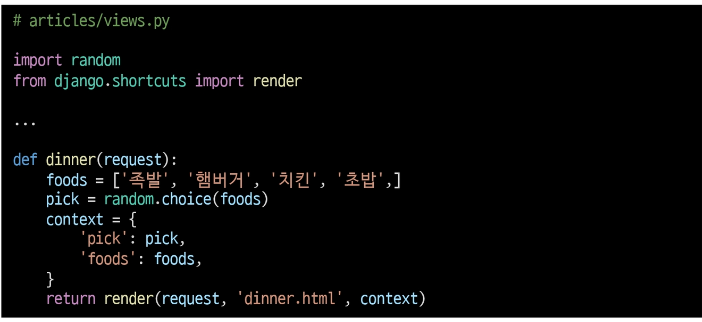 # articles/views.py

import random
from django.shortcuts import render

...

def dinner(request):
    foods = ['족발', '햄버거', '치킨', '초밥',]
    pick = random.choice(foods)
    context = {
        'pick': pick,
        'foods': foods,
    }
    return render(request, 'dinner.html', context)